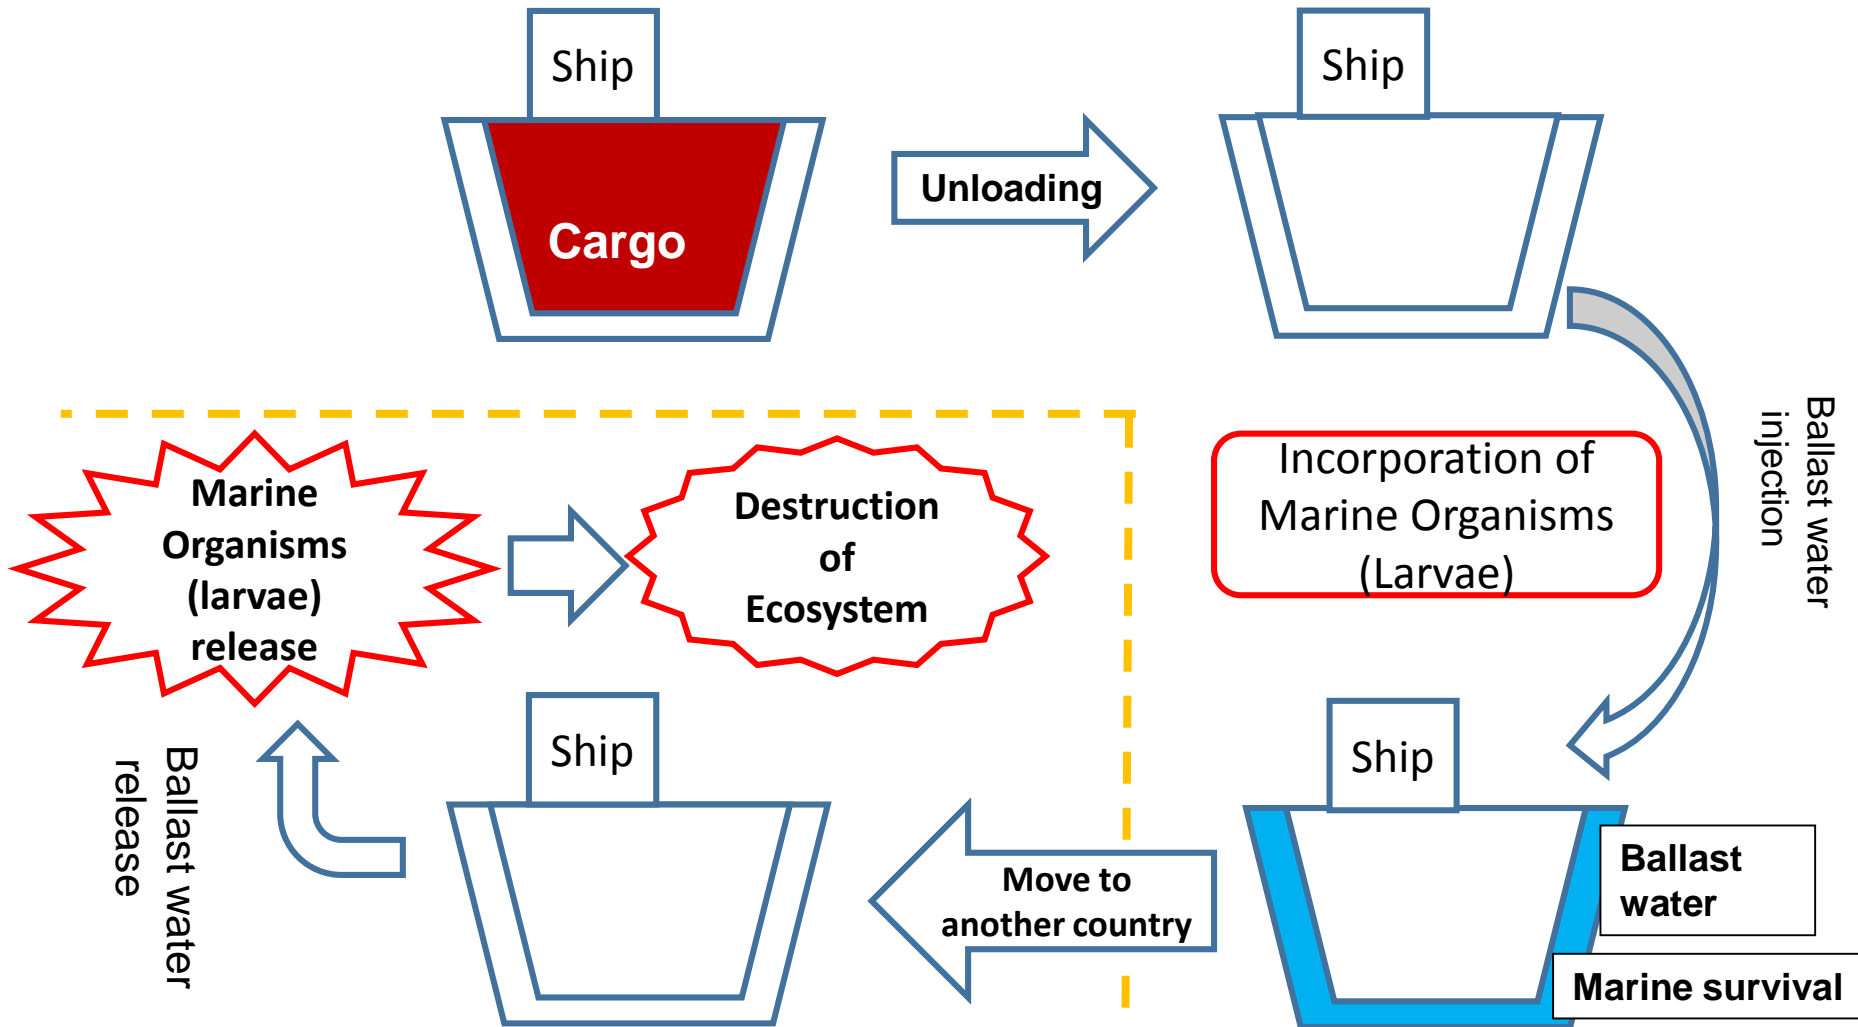 Ship
Cargo
Unloading
Ship
Ballast water
injection
Incorporation of
Marine Organisms
(Larvae)
Marine
Organisms
(larvae)
release
Destruction
of
Ecosystem
Ship
Ballast
water
Marine survival
Move to
another country
Ship
Ballast water
release